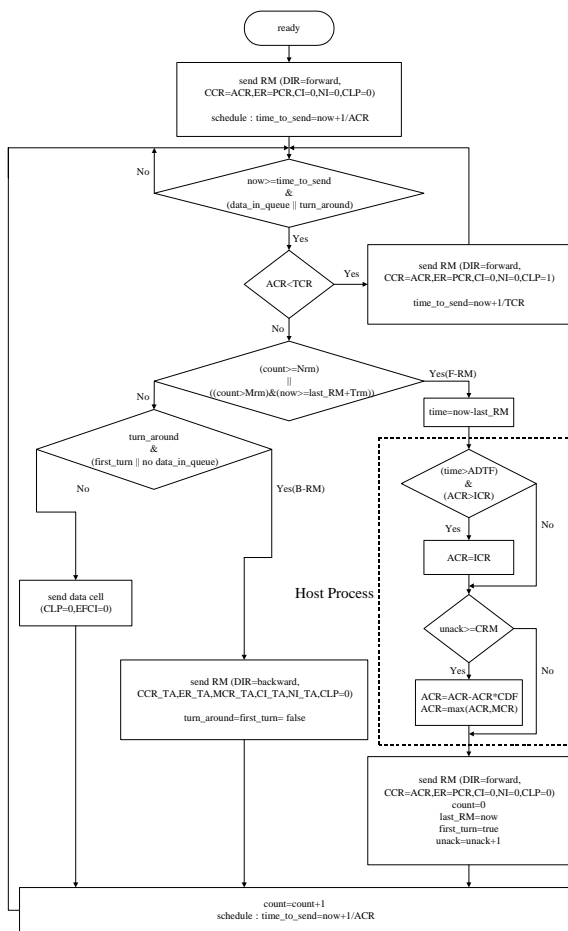 ready
send RM (DIR=forward,
CCR=ACR,ER=PCR,CI=0,NI=0,CLP=0)
schedule : time_to_send=now+1/ACR
No
now>=time_to_send
&
(data_in_queue || turn_around)
Yes
ACR<TCR
Yes
send RM (DIR=forward,
CCR=ACR,ER=PCR,CI=0,NI=0,CLP=1)
time_to_send=now+1/TCR
No
(count>=Nrm)
||
((count>Mrm)&(now>=last_RM+Trm))
No
Yes(F-RM)
time=now-last_RM
turn_around
&
(first_turn || no data_in_queue)
No
Yes(B-RM)
(time>ADTF)
&
(ACR>ICR)
No
Yes
ACR=ICR
Host Process
send data cell
(CLP=0,EFCI=0)
unack>=CRM
Yes
No
send RM (DIR=backward,
CCR_TA,ER_TA,MCR_TA,CI_TA,NI_TA,CLP=0)
turn_around=first_turn= false
ACR=ACR-ACR*CDF
ACR=max(ACR,MCR)
send RM (DIR=forward,
CCR=ACR,ER=PCR,CI=0,NI=0,CLP=0)
count=0
last_RM=now
first_turn=true
unack=unack+1
count=count+1
schedule : time_to_send=now+1/ACR